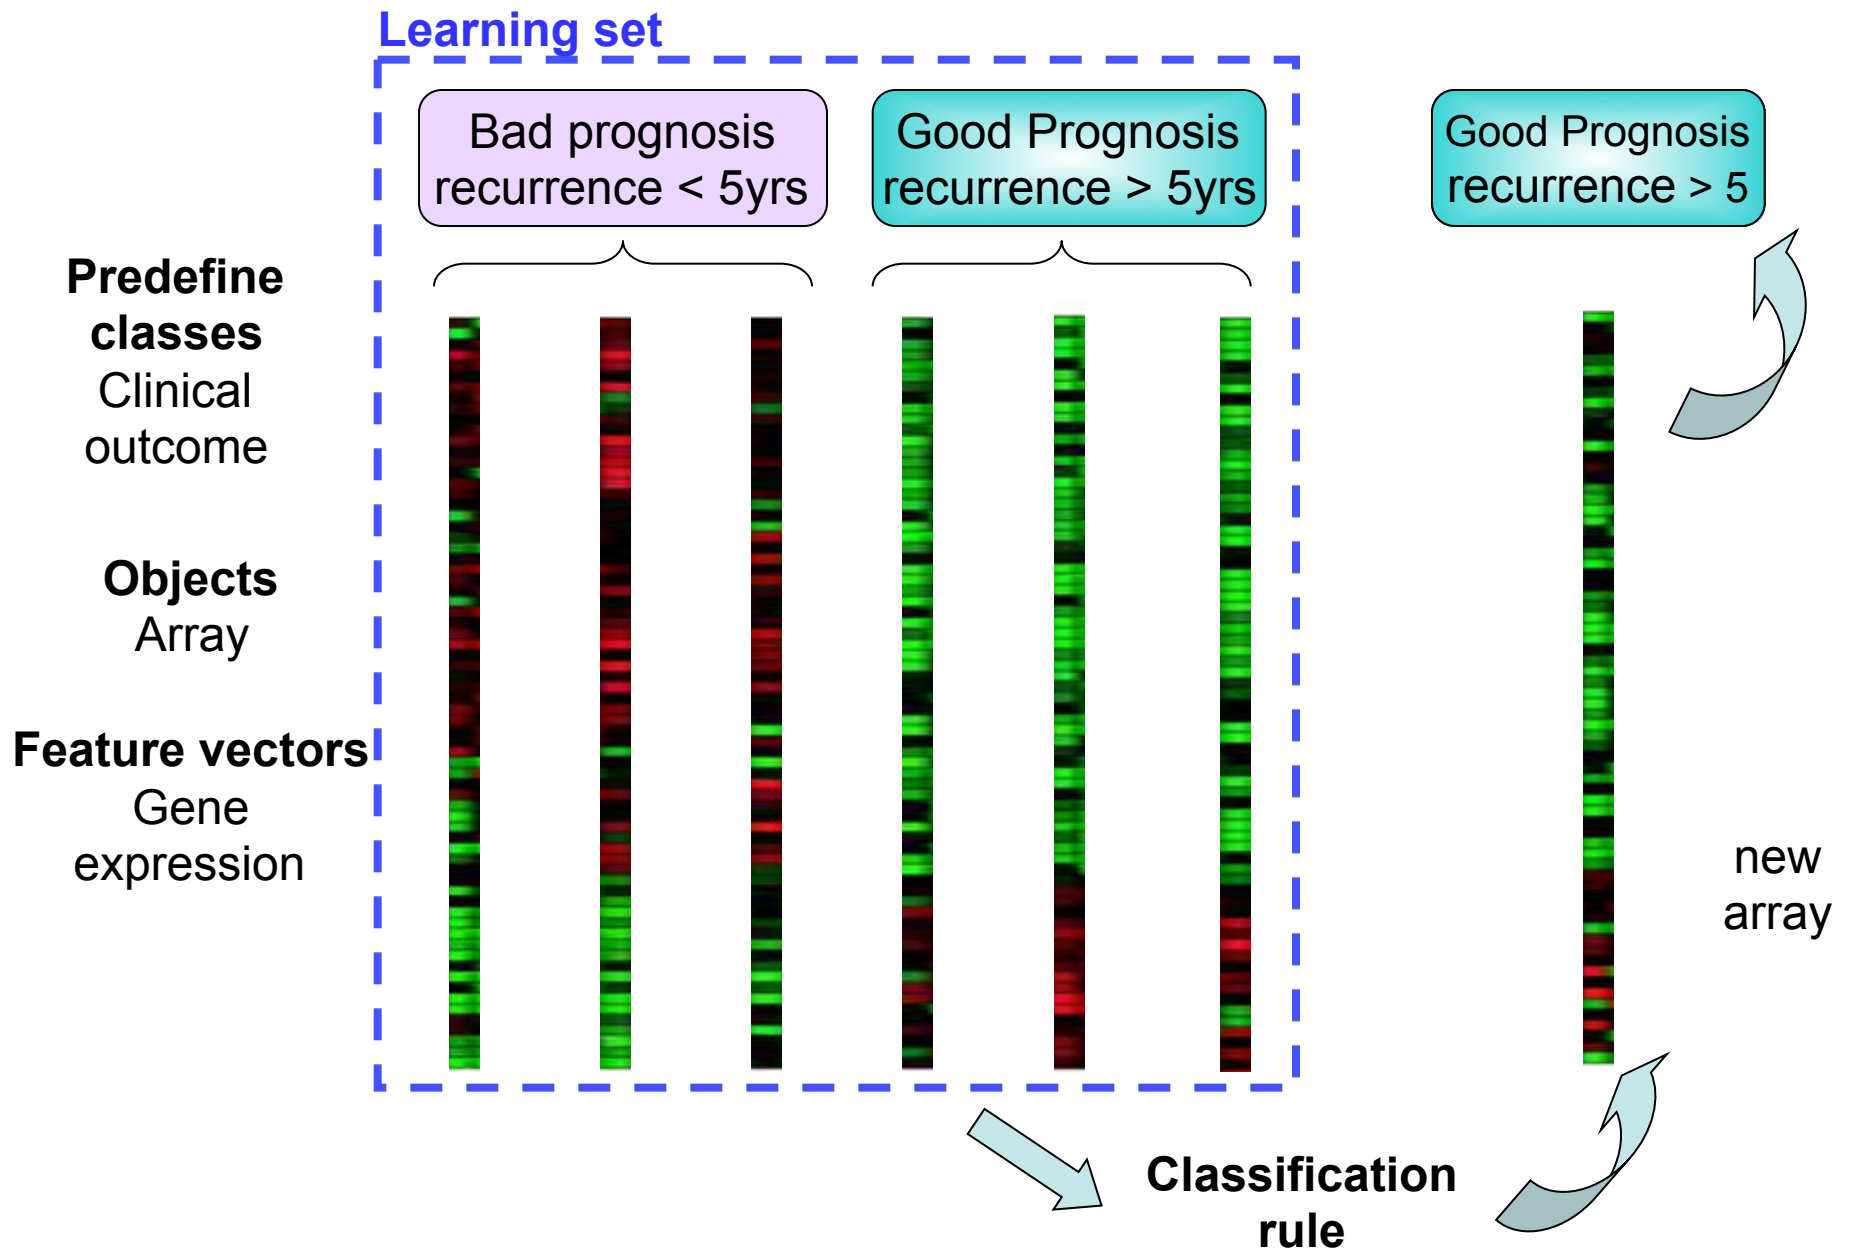 Learning set
Bad prognosis
recurrence < 5yrs
Good Prognosis
recurrence > 5yrs
Good Prognosis
recurrence > 5
Predefine
classes
Clinical
outcome
Objects
Array
Feature vectors
Gene
expression
new
array
Classification
rule